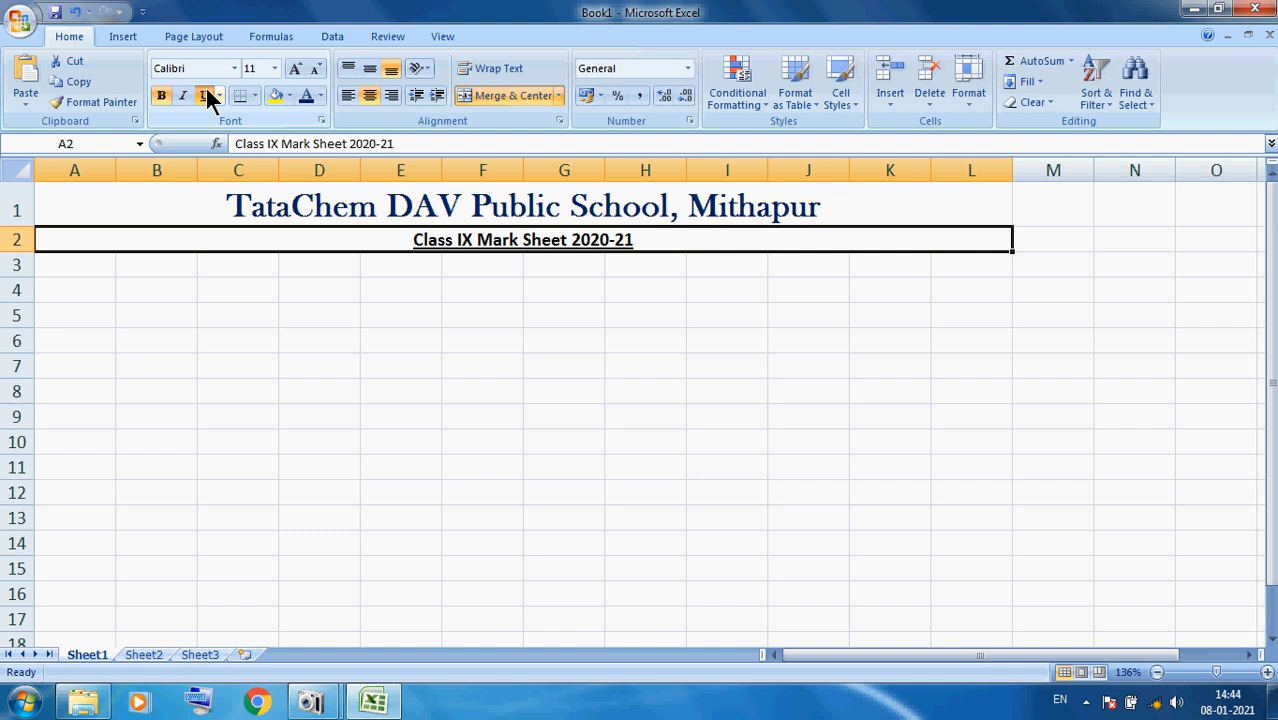 Book1 - Microsoft Excel
Home Insert Page Layout Formulas Data Review View
Paste
Cut
Copy
Format Painter
Clipboard
Calibri 11
B I U
Font
Wrap Text
Merge & Center
Alignment
General
% ,
Number
Conditional Formatting
Format as Table
Cell Styles
Styles
Insert Delete Format
Cells
AutoSum
Fill
Clear
Sort & Filter
Find & Select
Editing
A2 fx Class IX Mark Sheet 2020-21
A B C D E F G H I J K L M N O
1 TataChem DAV Public School, Mithapur
2 Class IX Mark Sheet 2020-21
3
4
5
6
7
8
9
10
11
12
13
14
15
16
17
18
Sheet1 Sheet2 Sheet3
Ready 136%
EN 14:44
08-01-2021